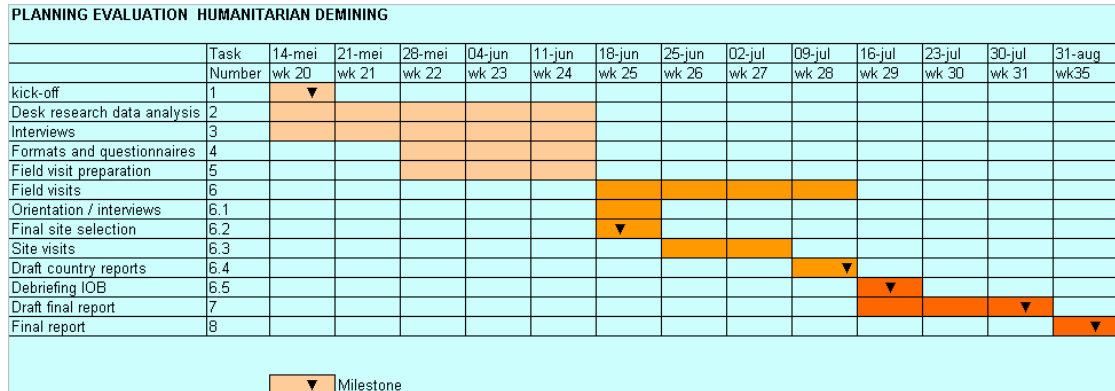 PLANNING EVALUATION HUMANITARIAN DEMINING
Task 14-mei 21-mei 28-mei 04-jun 11-jun 18-jun 25-jun 02-jul 09-jul 16-jul 23-jul 30-jul 31-aug
Number wk 20 wk 21 wk 22 wk 23 wk 24 wk 25 wk 26 wk 27 wk 28 wk 29 wk 30 wk 31 wk35
kick-off 1
Desk research data analysis 2
Interviews 3
Formats and questionnaires 4
Field visit preparation 5
Field visits 6
Orientation / interviews 6.1
Final site selection 6.2
Site visits 6.3
Draft country reports 6.4
Debriefing IOB 6.5
Draft final report 7
Final report 8
Milestone